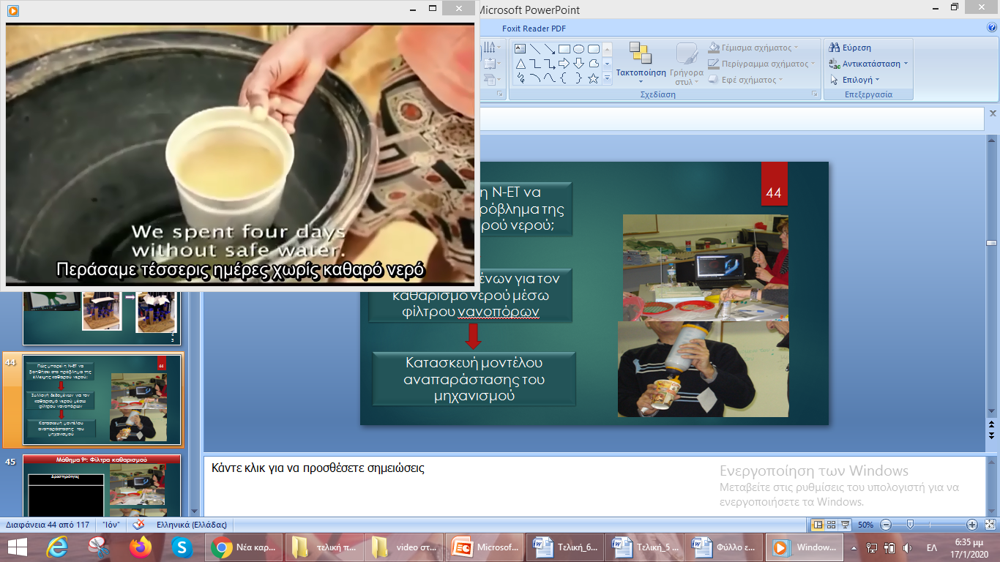 Microsoft PowerPoint
Foxit Reader PDF
Τακτοποίηση
Γρήγορα
στυλ
Γέμισμα σχήματος
Περίγραμμα σχήματος
Εφέ σχήματος
Σχεδίαση
Εύρεση
Αντικατάσταση
Επιλογή
Επεξεργασία
We spent four days
without safe water.
Περάσαμε τέσσερις ημέρες χωρίς καθαρό νερό
44
η Ν-ΕΤ να
ρόβλημα της
ρού νερού;
ένων για τον
καθαρισμό νερού μέσω
φίλτρου νανοπόρων
Κατασκευή μοντέλου
αναπαράστασης του
μηχανισμού
44
Πώς μπορεί η Ν-ΕΤ να
βοηθήσει στο πρόβλημα της
έλλειψης καθαρού νερού;
44
Συλλογή δεδομένων για τον
καθαρισμό νερού μέσω
φίλτρου νανοπόρων
Κατασκευή μοντέλου
αναπαράστασης του
μηχανισμού
45
Μάθημα 9ο: Φίλτρα καθαρισμού
Δραστηριότητες
Κάντε κλικ για να προσθέσετε σημειώσεις
Ενεργοποίηση των Windows
Μεταβείτε στις ρυθμίσεις του υπολογιστή για να
ενεργοποιήσετε τα Windows.
Διαφάνεια 44 από 117
"Ιόν"
Ελληνικά (Ελλάδας)
50%
Νέα καρ...
τελική π...
video στ...
Microsof...
Τελική_6...
Τελική_5 ...
Φύλλο ε...
Window...
ΕΛ
6:35 μμ
17/1/2020